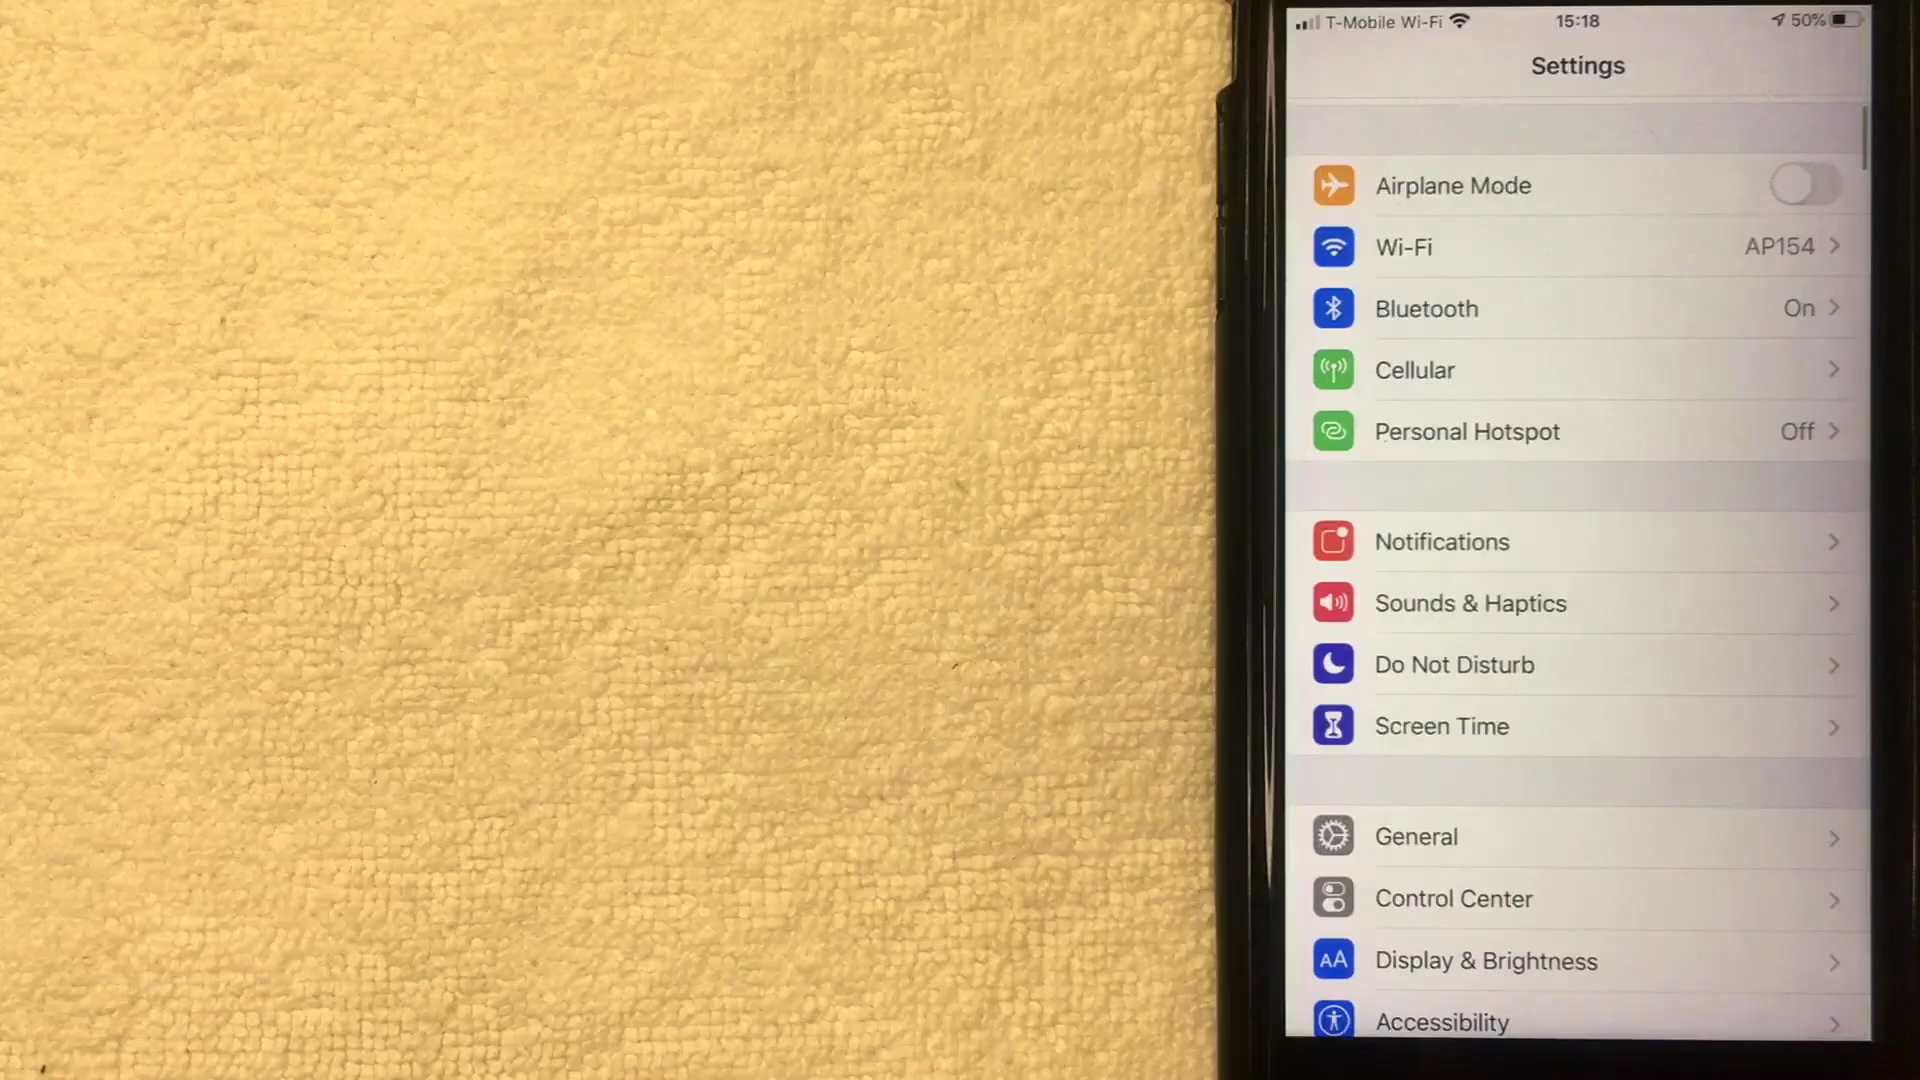 T-Mobile Wi-Fi 15:18 50%
Settings
Airplane Mode
Wi-Fi AP154
Bluetooth On
Cellular
Personal Hotspot Off
Notifications
Sounds & Haptics
Do Not Disturb
Screen Time
General
Control Center
AA Display & Brightness
Accessibility